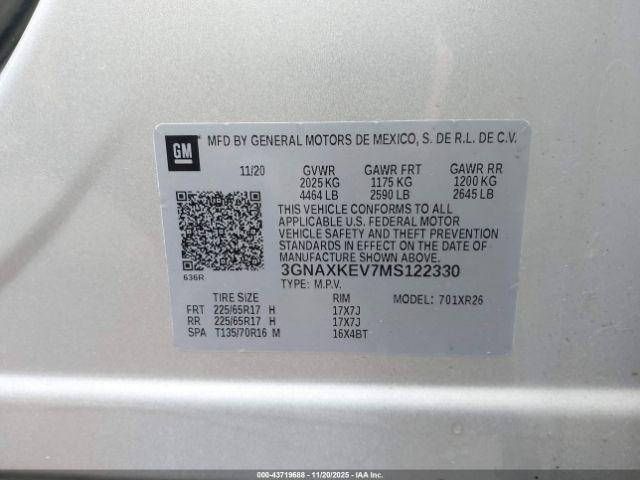 GM
MFD BY GENERAL MOTORS DE MEXICO, S. DE R.L. DE C.V.
11/20 GVWR GAWR FRT GAWR RR
2025 KG 1175 KG 1200 KG
4464 LB 2590 LB 2645 LB
THIS VEHICLE CONFORMS TO ALL
APPLICABLE U.S. FEDERAL MOTOR
VEHICLE SAFETY AND THEFT PREVENTION
STANDARDS IN EFFECT ON THE DATE OF
MANUFACTURE SHOWN ABOVE.
3GNAXKEV7MS122330
636R
TYPE: M.P.V.
TIRE SIZE RIM MODEL: 701XR26
FRT 225/65R17 H 17X7J
RR 225/65R17 H 17X7J
SPA T135/70R16 M 16X4BT
000-43719688 | 11/20/2025 - IAAI.com